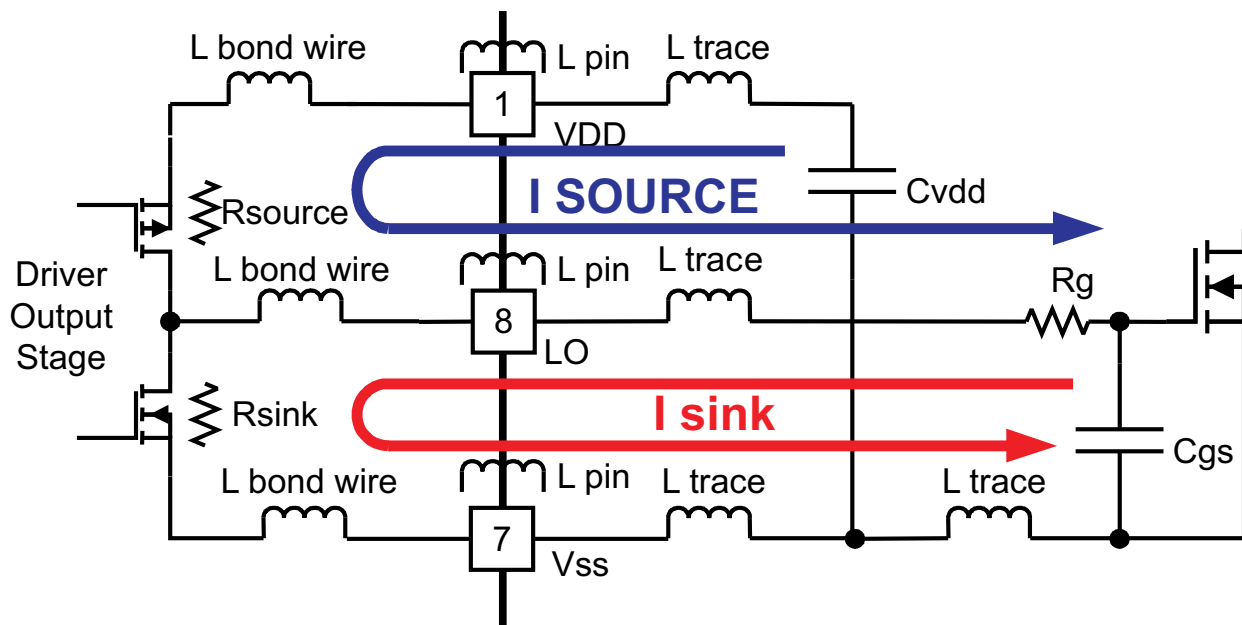 L bond wire
L pin
L trace
1
VDD
I SOURCE
Cvdd
Rsource
L bond wire
L pin
L trace
Rg
Driver
Output
Stage
8
LO
I sink
Rsink
Cgs
L bond wire
L pin
L trace
L trace
7
Vss